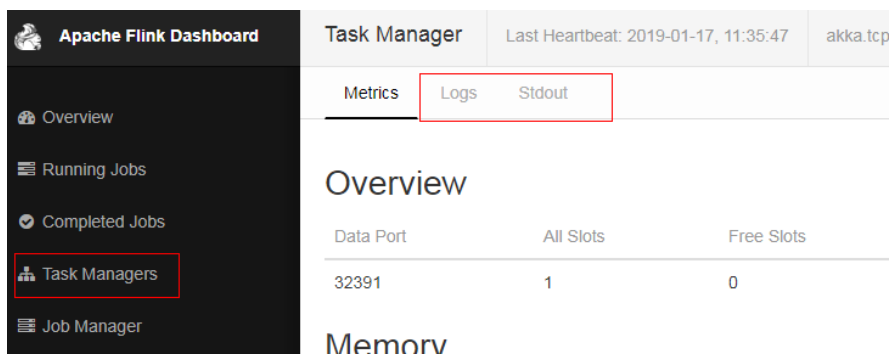 Apache Flink Dashboard
Overview
Running Jobs
Completed Jobs
Task Managers
Job Manager
Task Manager
Last Heartbeat: 2019-01-17, 11:35:47
akka.tcp
Metrics Logs Stdout
Overview
Data Port All Slots Free Slots
32391 1 0
Memory